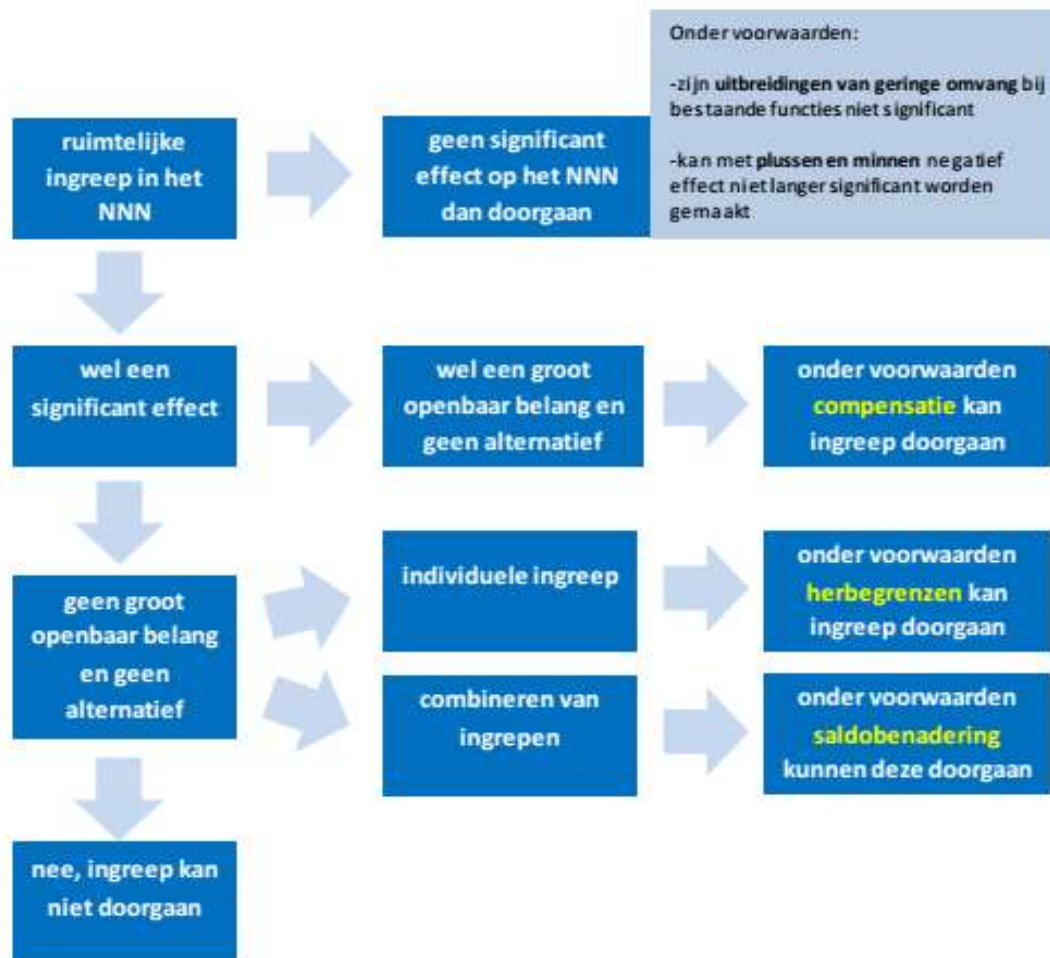 ruimtelijke
ingreep in het
NNN
geen significant
effect op het NNN
dan doorgaan
Onder voorwaarden:
-zijn uitbreidingen van geringe omvang bij
bestaande functies niet significant
-kan met plussen en minnen negatief
effect niet langer significant worden
gemaakt
wel een
significant effect
wel een groot
openbaar belang en
geen alternatief
onder voorwaarden
compensatie kan
ingreep doorgaan
geen groot
openbaar belang
en geen
alternatief
individuele ingreep
onder voorwaarden
herbegrenzen kan
ingreep doorgaan
combineren van
ingrepen
onder voorwaarden
saldobenadering
kunnen deze doorgaan
nee, ingreep kan
niet doorgaan